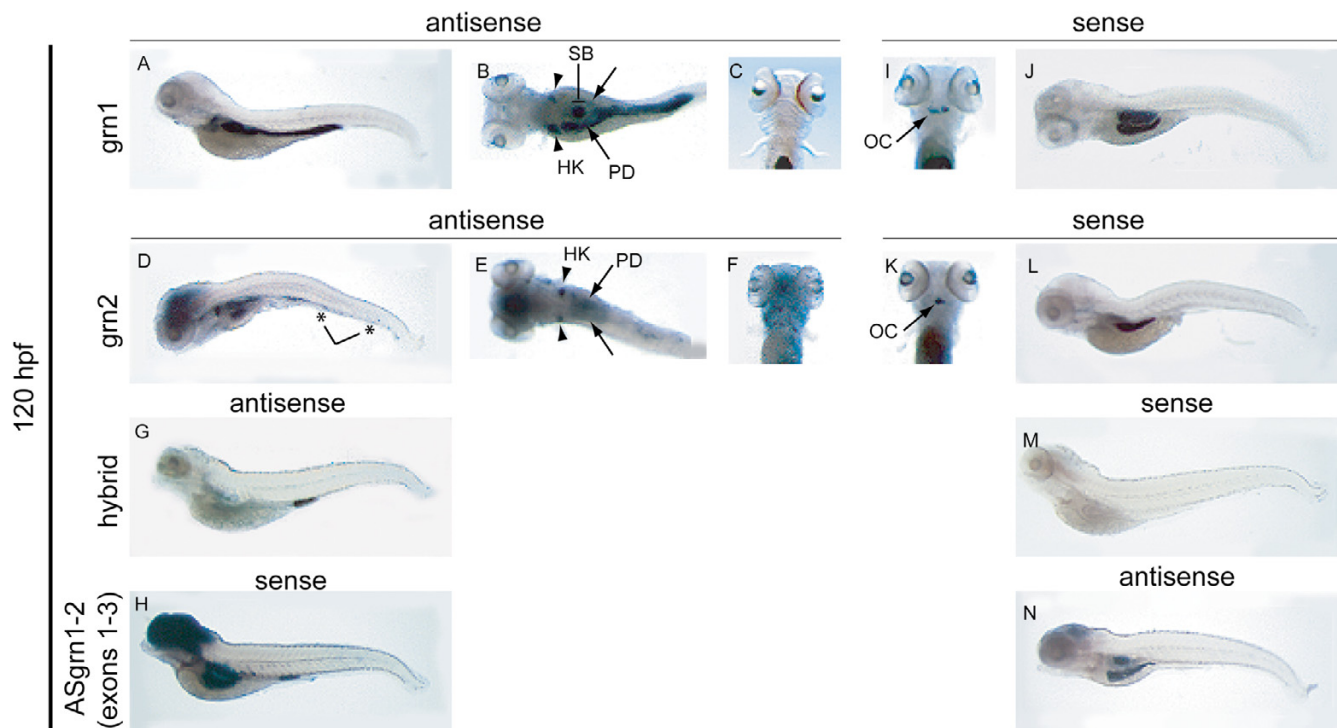 antisense
sense
120 hpf
grn1
A
B
SB
HK
PD
C
I
OC
J
antisense
sense
grn2
D
* *
E
HK
PD
F
K
OC
L
antisense
sense
hybrid
G
M
sense
antisense
ASgrn1-2
(exons 1-3)
H
N